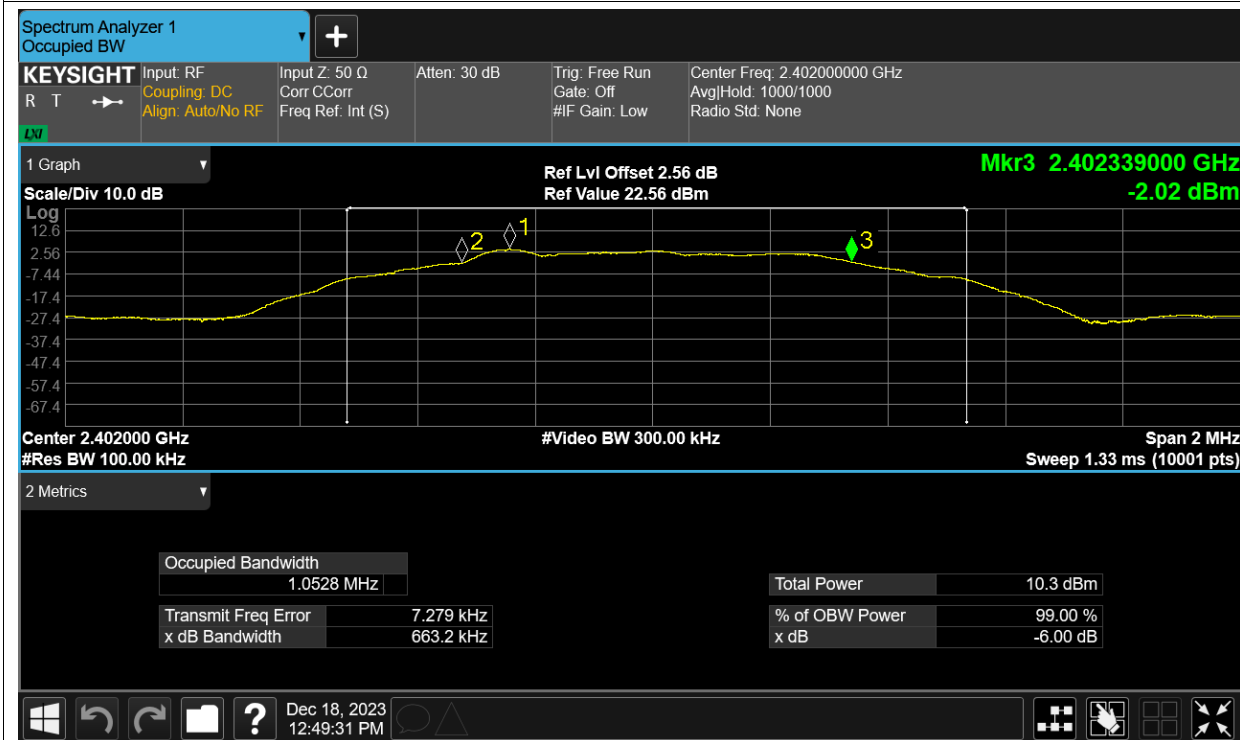 Spectrum Analyzer 1
Occupied BW
+
KEYSIGHT
R T
LXI
Input: RF
Coupling: DC
Align: Auto/No RF
Input Z: 50 Ω
Corr CCorr
Freq Ref: Int (S)
Atten: 30 dB
Trig: Free Run
Gate: Off
#IF Gain: Low
Center Freq: 2.402000000 GHz
Avg|Hold: 1000/1000
Radio Std: None
1 Graph
Scale/Div 10.0 dB
Ref Lvl Offset 2.56 dB
Ref Value 22.56 dBm
Mkr3 2.402339000 GHz
-2.02 dBm
Log
12.6
2.56
-7.44
-17.4
-27.4
-37.4
-47.4
-57.4
-67.4
2
1
3
Center 2.402000 GHz
#Res BW 100.00 kHz
#Video BW 300.00 kHz
Span 2 MHz
Sweep 1.33 ms (10001 pts)
2 Metrics
Occupied Bandwidth
1.0528 MHz
Transmit Freq Error 7.279 kHz
x dB Bandwidth 663.2 kHz
Total Power 10.3 dBm
% of OBW Power 99.00 %
x dB -6.00 dB
?
Dec 18, 2023
12:49:31 PM